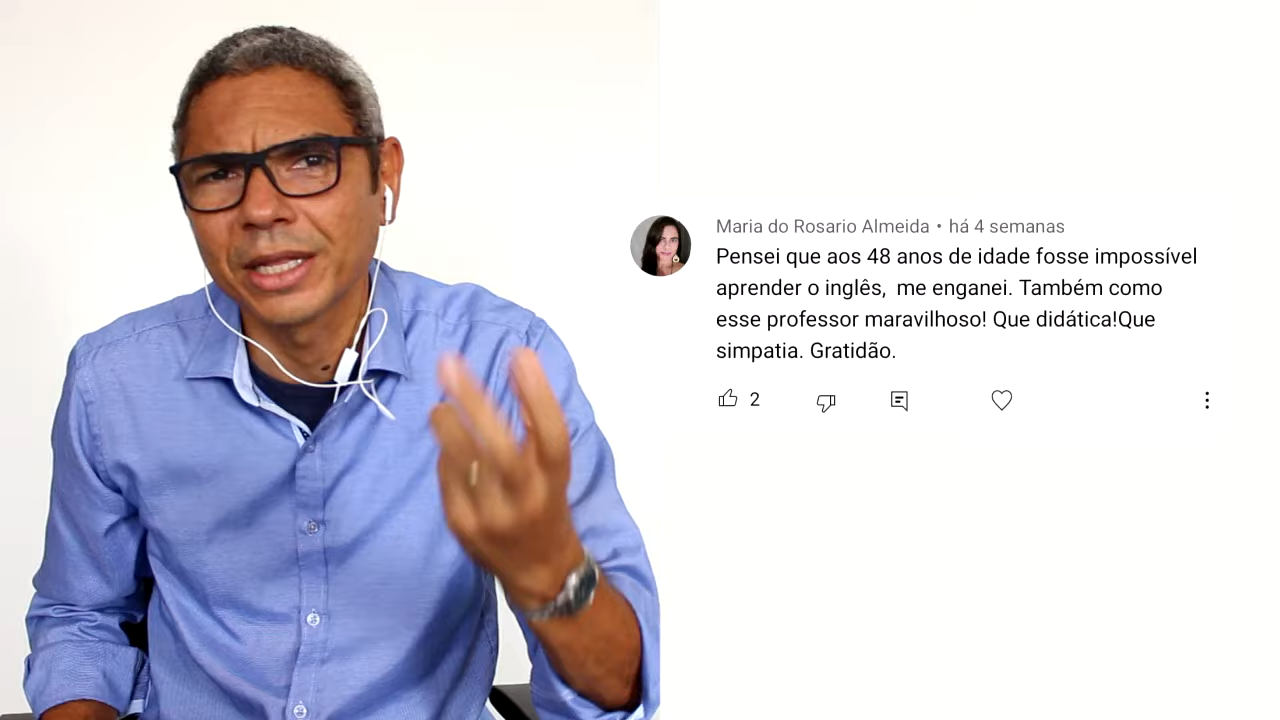 Maria do Rosario Almeida • há 4 semanas
Pensei que aos 48 anos de idade fosse impossível
aprender o inglês,  me enganei. Também como
esse professor maravilhoso! Que didática!Que
simpatia. Gratidão.
2